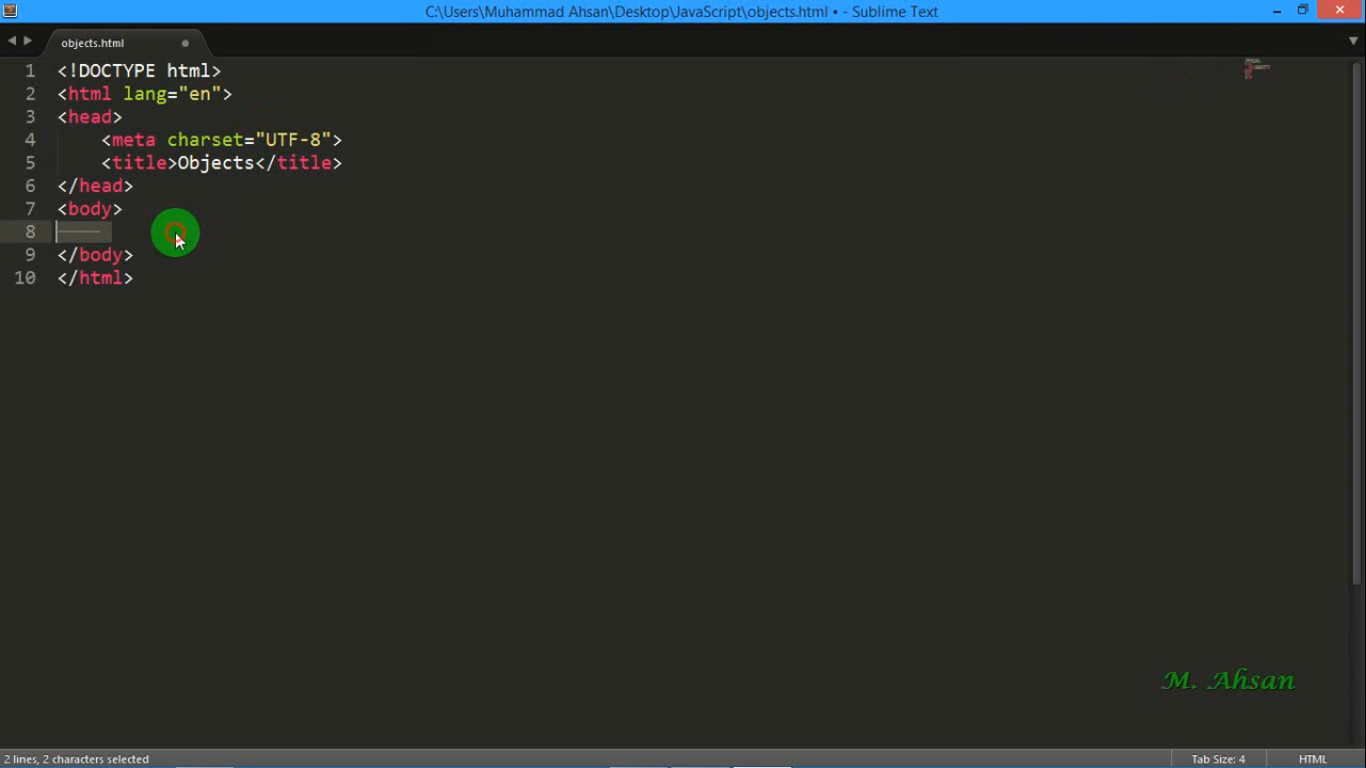 C:\Users\Muhammad Ahsan\Desktop\JavaScript\objects.html • - Sublime Text
objects.html
1 <!DOCTYPE html>
2 <html lang="en">
3 <head>
4     <meta charset="UTF-8">
5     <title>Objects</title>
6 </head>
7 <body>
8
9 </body>
10 </html>
M. Ahsan
2 lines, 2 characters selected
Tab Size: 4
HTML